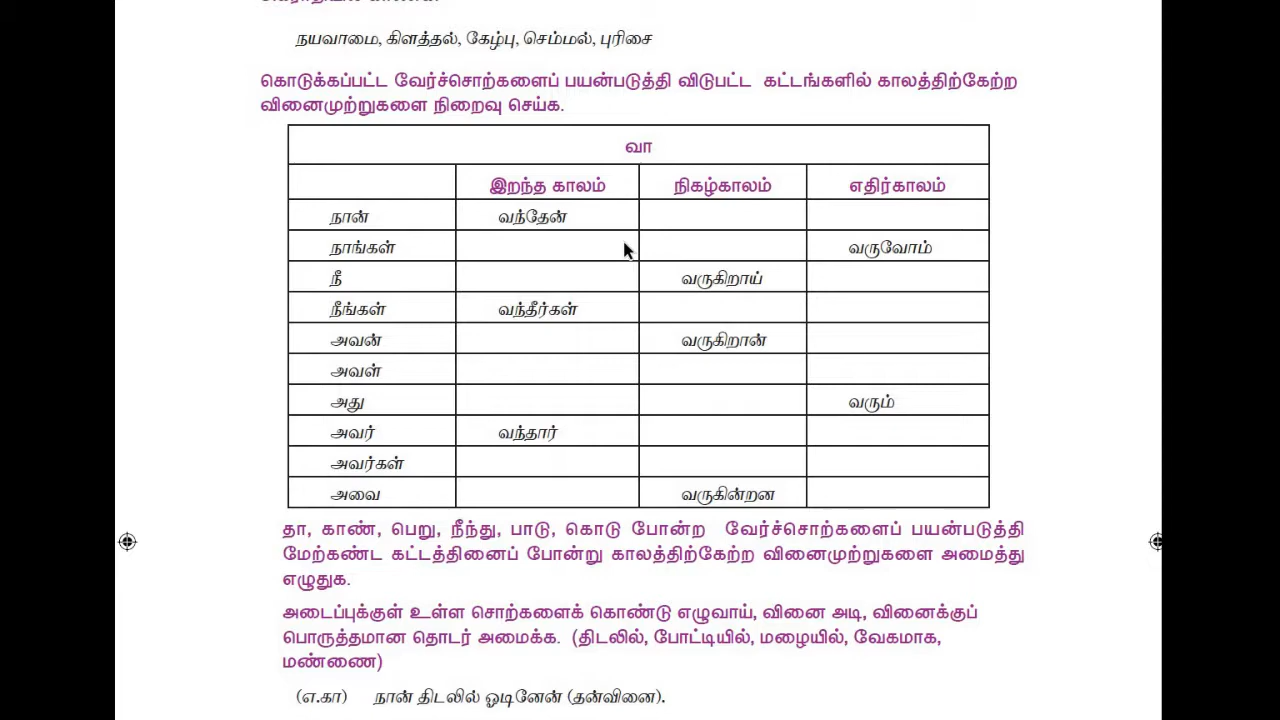 நயவாமை, கிளத்தல், கேழ்பு, செம்மல், புரிசை
கொடுக்கப்பட்ட வேர்ச்சொற்களைப் பயன்படுத்தி விடுபட்ட கட்டங்களில் காலத்திற்கேற்ற
வினைமுற்றுகளை நிறைவு செய்க.
வா
இறந்த காலம் நிகழ்காலம் எதிர்காலம்
நான் வந்தேன்
நாங்கள் வருவோம்
நீ வருகிறாய்
நீங்கள் வந்தீர்கள்
அவன் வருகிறான்
அவள்
அது வரும்
அவர் வந்தார்
அவர்கள்
அவை வருகின்றன
தா, காண், பெறு, நீந்து, பாடு, கொடு போன்ற வேர்ச்சொற்களைப் பயன்படுத்தி
மேற்கண்ட கட்டத்தினைப் போன்று காலத்திற்கேற்ற வினைமுற்றுகளை அமைத்து
எழுதுக.
அடைப்புக்குள் உள்ள சொற்களைக் கொண்டு எழுவாய், வினை அடி, வினைக்குப்
பொருத்தமான தொடர் அமைக்க. (திடலில், போட்டியில், மழையில், வேகமாக,
மண்ணை)
(எ.கா) நான் திடலில் ஓடினேன் (தன்வினை).